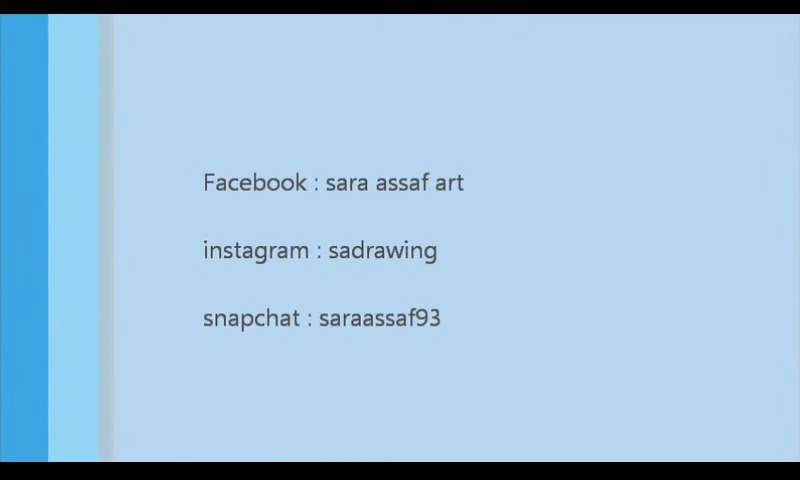 Facebook : sara assaf art
instagram : sadrawing
snapchat : saraassaf93